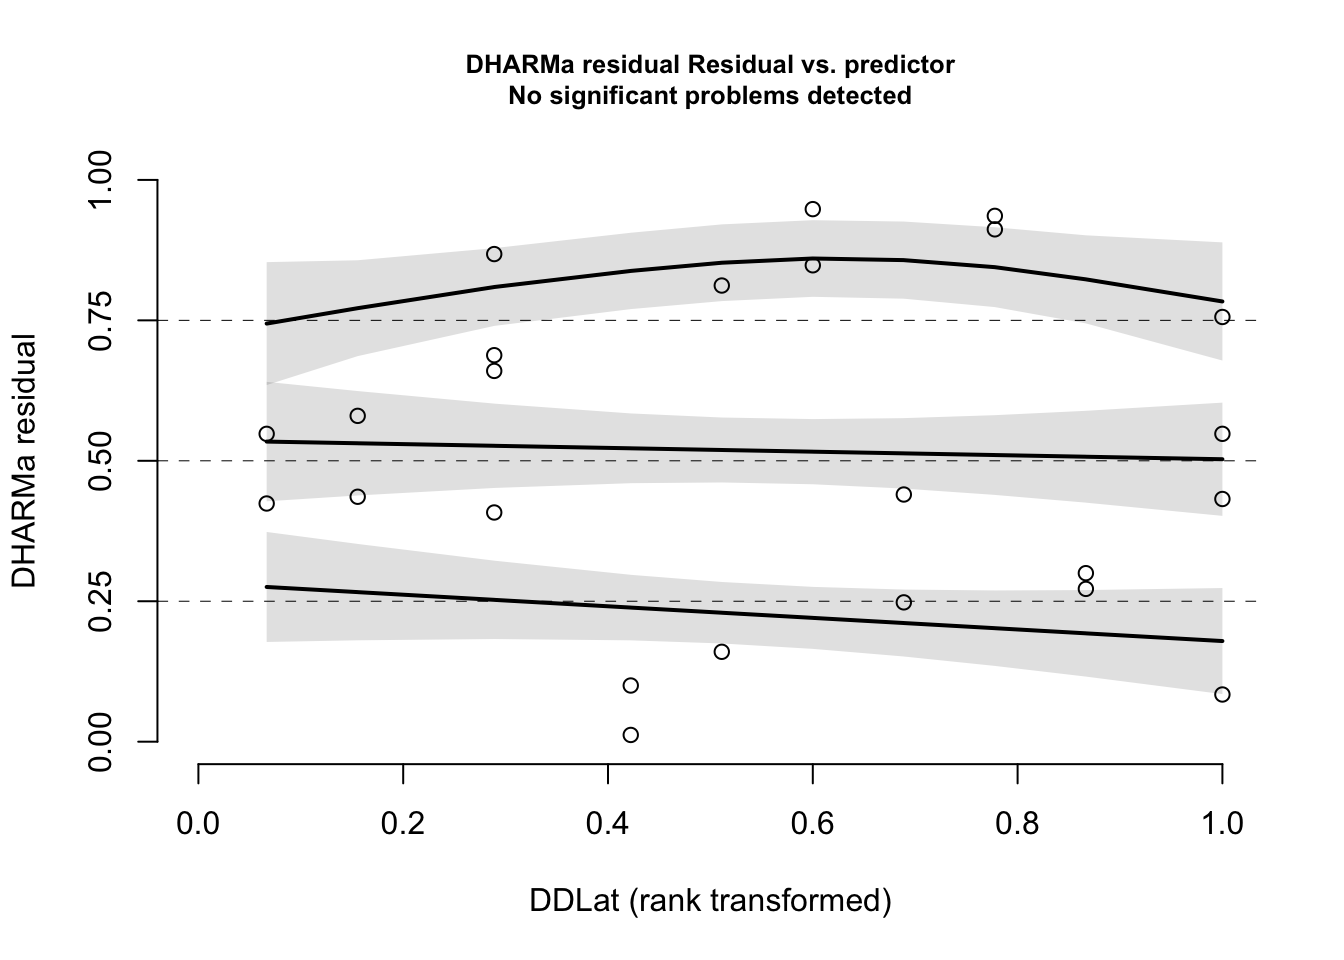 DHARMa residual Residual vs. predictor
No significant problems detected
DHARMa residual
1.00
0.75
0.50
0.25
0.00
0.0 0.2 0.4 0.6 0.8 1.0
DDLat (rank transformed)